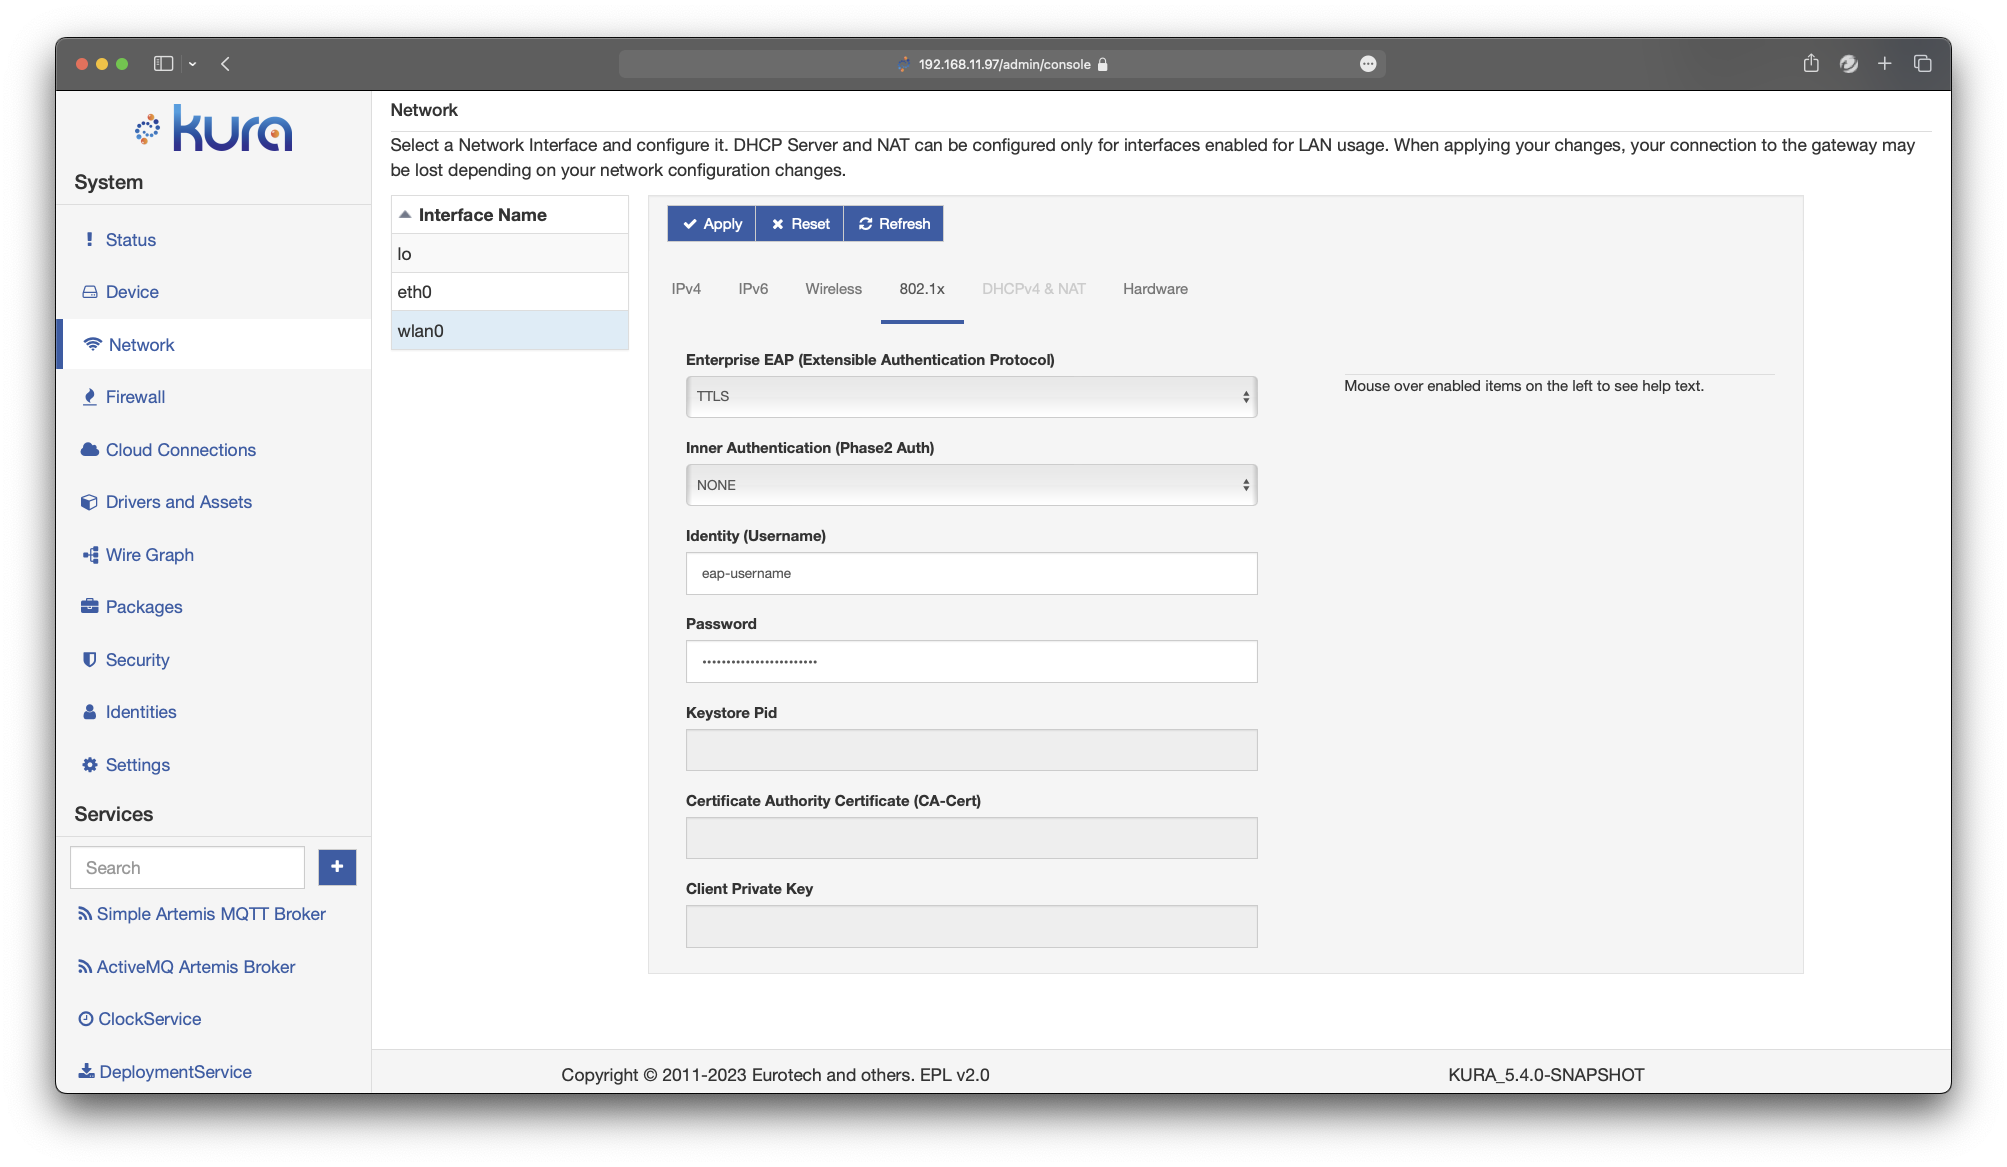 192.168.11.97/admin/console
kura
System
Status
Device
Network
Firewall
Cloud Connections
Drivers and Assets
Wire Graph
Packages
Security
Identities
Settings
Services
Search
Simple Artemis MQTT Broker
ActiveMQ Artemis Broker
ClockService
DeploymentService
Network
Select a Network Interface and configure it. DHCP Server and NAT can be configured only for interfaces enabled for LAN usage. When applying your changes, your connection to the gateway may
be lost depending on your network configuration changes.
Interface Name
lo
eth0
wlan0
Apply Reset Refresh
IPv4 IPv6 Wireless 802.1x DHCPv4 & NAT Hardware
Enterprise EAP (Extensible Authentication Protocol)
TTLS
Inner Authentication (Phase2 Auth)
NONE
Identity (Username)
eap-username
Password
Keystore Pid
Certificate Authority Certificate (CA-Cert)
Client Private Key
Mouse over enabled items on the left to see help text.
Copyright © 2011-2023 Eurotech and others. EPL v2.0
KURA_5.4.0-SNAPSHOT